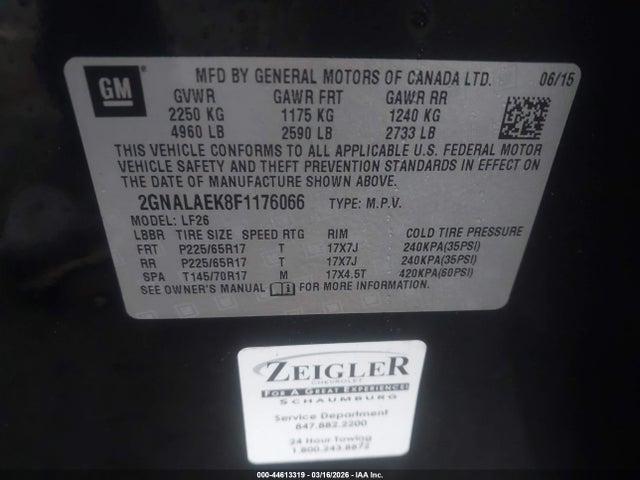 GM
MFD BY GENERAL MOTORS OF CANADA LTD. 06/15
GVWR GAWR FRT GAWR RR
2250 KG 1175 KG 1240 KG
4960 LB 2590 LB 2733 LB
THIS VEHICLE CONFORMS TO ALL APPLICABLE U.S. FEDERAL MOTOR
VEHICLE SAFETY AND THEFT PREVENTION STANDARDS IN EFFECT ON
THE DATE OF MANUFACTURE SHOWN ABOVE.
2GNALAEK8F1176066 TYPE: M.P.V.
MODEL: LF26
LBBR TIRE SIZE SPEED RTG RIM COLD TIRE PRESSURE
FRT P225/65R17 T 17X7J 240KPA(35PSI)
RR P225/65R17 T 17X7J 240KPA(35PSI)
SPA T145/70R17 M 17X4.5T 420KPA(60PSI)
SEE OWNER'S MANUAL FOR MORE INFORMATION.
ZEIGLER
CHEVROLET
FOR A GREAT EXPERIENCE!
SCHAUMBURG
Service Department
847.882.2200
24 Hour Towing
1.800.243.8872
© 00-44613319 | 03/16/2026 — IAA Inc.